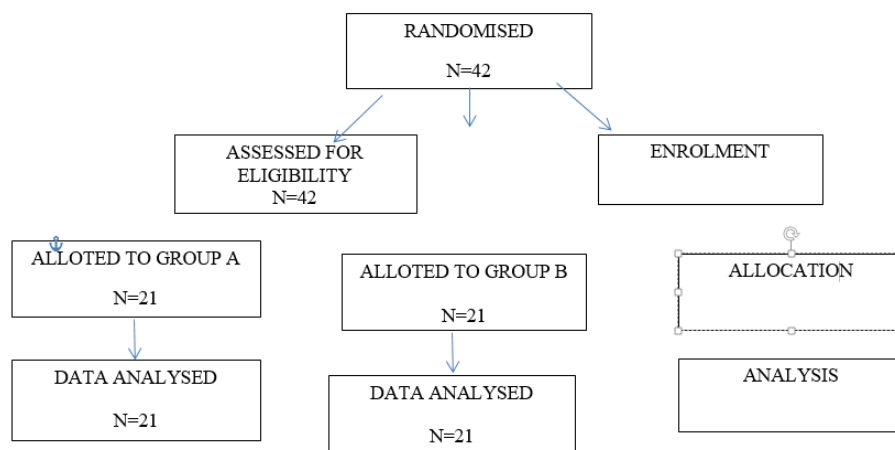 RANDOMISED
N=42
ASSESSED FOR
ELIGIBILITY
N=42
ENROLMENT
ALLOTED TO GROUP A
N=21
ALLOTED TO GROUP B
N=21
ALLOCATION
DATA ANALYSED
N=21
DATA ANALYSED
N=21
ANALYSIS